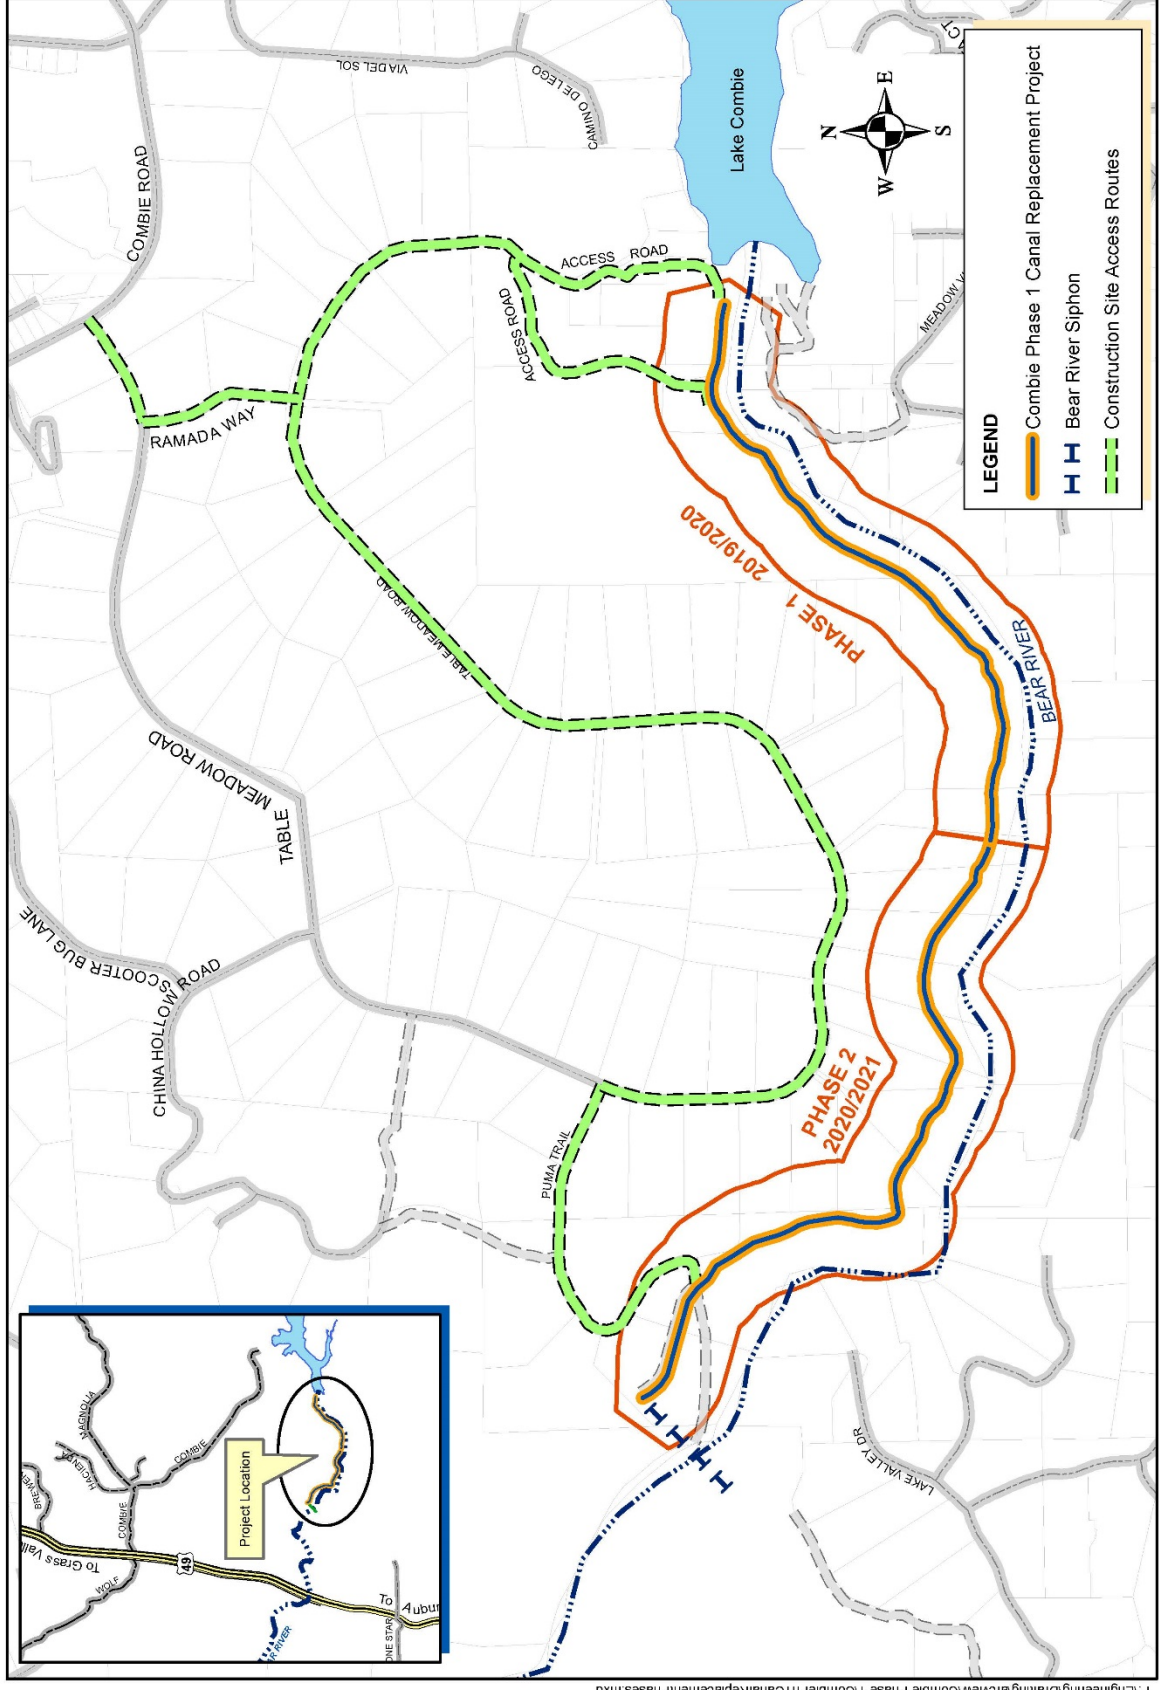 VIA DEL SOL
CAMINO DE LEGO
COMBIE ROAD
RAMADA WAY
ACCESS ROAD
ACCESS ROAD
Lake Combie
N
E
S
W
MEADOW
TABLE MEADOW ROAD
TABLE
MEADOW ROAD
SCOOTER BUG LANE
CHINA HOLLOW ROAD
PUMA TRAIL
PHASE 1
2019/2020
PHASE 2
2020/2021
BEAR RIVER
LAKE VALLEY DR
LEGEND
Combie Phase 1 Canal Replacement Project
Bear River Siphon
Construction Site Access Routes
Project Location
MAGNOLIA
HACIENDA
BREWER
COMBIE
COMBIE
WOLF
To Grass Vall
49
To
Aubur
ONE STAR
R RIVER